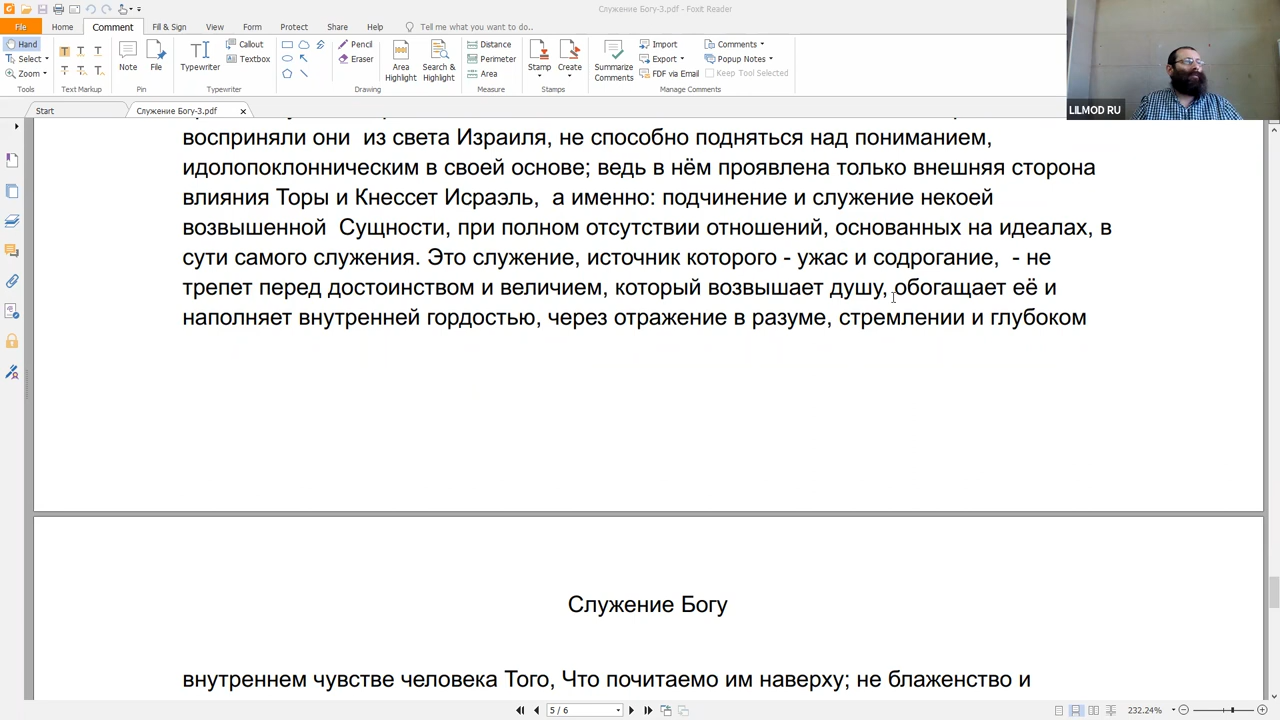 Служение Богу-3.pdf - Foxit Reader
File Home Comment Fill & Sign View Form Protect Share Help Tell me what you want to do..
Hand
Select
Zoom
Tools
T T T
T T T
Text Markup
Note
File
Pin
Typewriter
Callout
Textbox
Typewriter
Pencil
Eraser
Drawing
Area Highlight
Search & Highlight
Distance
Perimeter
Area
Measure
Stamp
Create
Stamps
Summarize Comments
Import
Export
FDF via Email
Comments
Popup Notes
Keep Tool Selected
Manage Comments
LILMOD RU
Start
Служение Богу-3.pdf
восприняли они из света Израиля, не способно подняться над пониманием,
идолопоклонническим в своей основе; ведь в нём проявлена только внешняя сторона
влияния Торы и Кнессет Исраэль, а именно: подчинение и служение некоей
возвышенной Сущности, при полном отсутствии отношений, основанных на идеалах, в
сути самого служения. Это служение, источник которого - ужас и содрогание, - не
трепет перед достоинством и величием, который возвышает душу, обогащает её и
наполняет внутренней гордостью, через отражение в разуме, стремлении и глубоком
Служение Богу
внутреннем чувстве человека Того, Что почитаемо им наверху; не блаженство и
5 / 6
232.24%